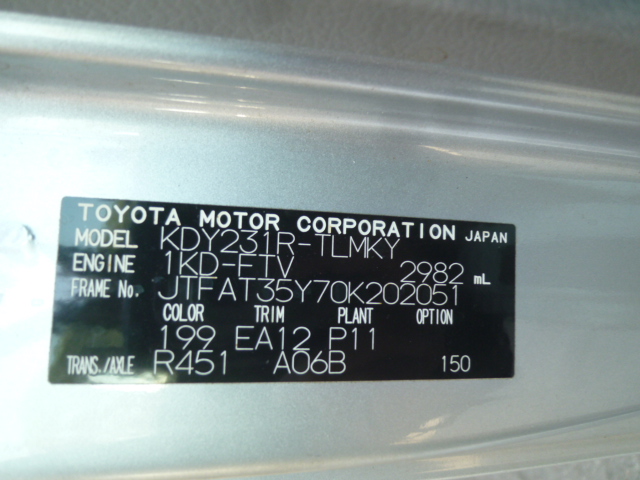 TOYOTA MOTOR CORPORATION JAPAN
MODEL KDY231R-TLMKY
ENGINE 1KD-FTV 2982 mL
FRAME No. JTFAT35Y70K202051
COLOR TRIM PLANT OPTION
199 EA12 P11
TRANS./AXLE R451 A06B 150